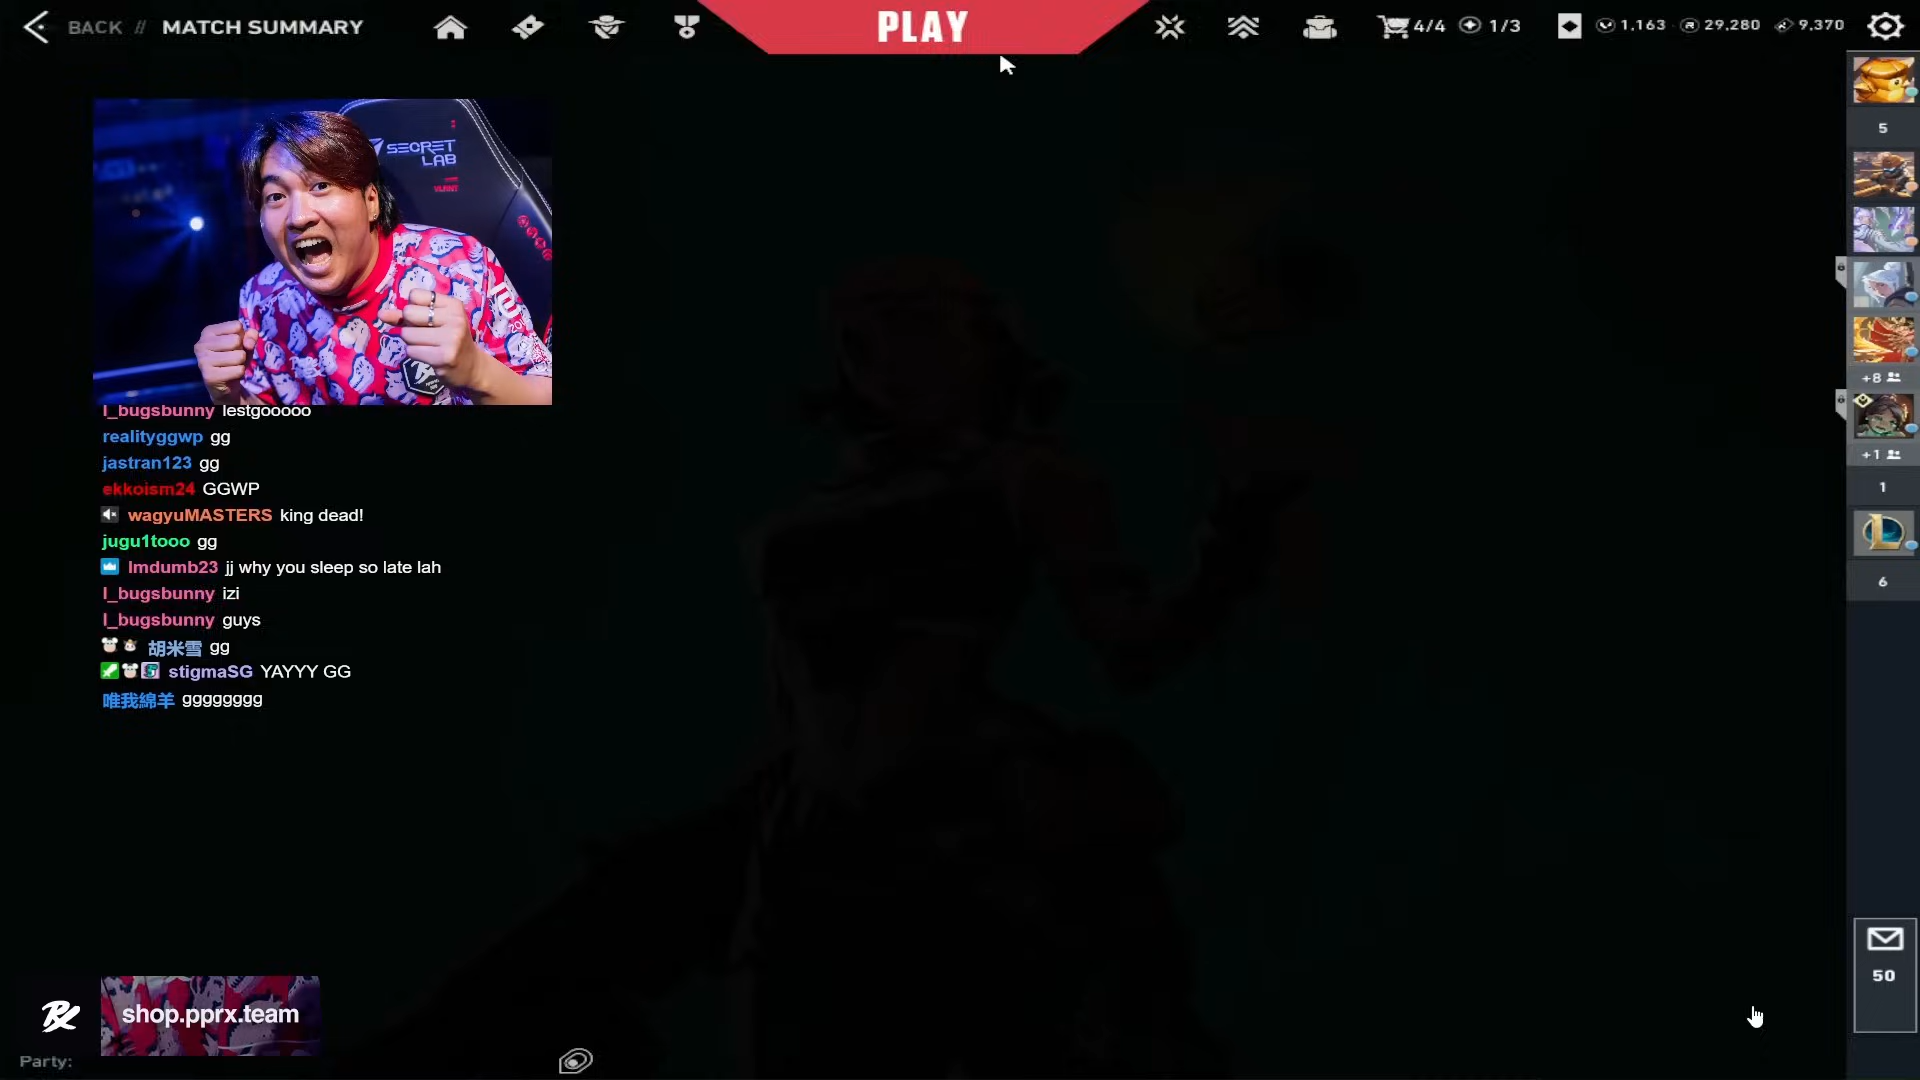 BACK // MATCH SUMMARY
PLAY
4/4
1/3
1,163
29,280
9,370
SECRET
LAB
5
+8
+1
1
6
l_bugsbunny lestgooooo
realityggwp gg
jastran123 gg
ekkoism24 GGWP
wagyuMASTERS king dead!
jugu1tooo gg
Imdumb23 jj why you sleep so late lah
l_bugsbunny izi
l_bugsbunny guys
胡米雪 gg
stigmaSG YAYYY GG
唯我綿羊 gggggggg
50
shop.pprx.team
Party: